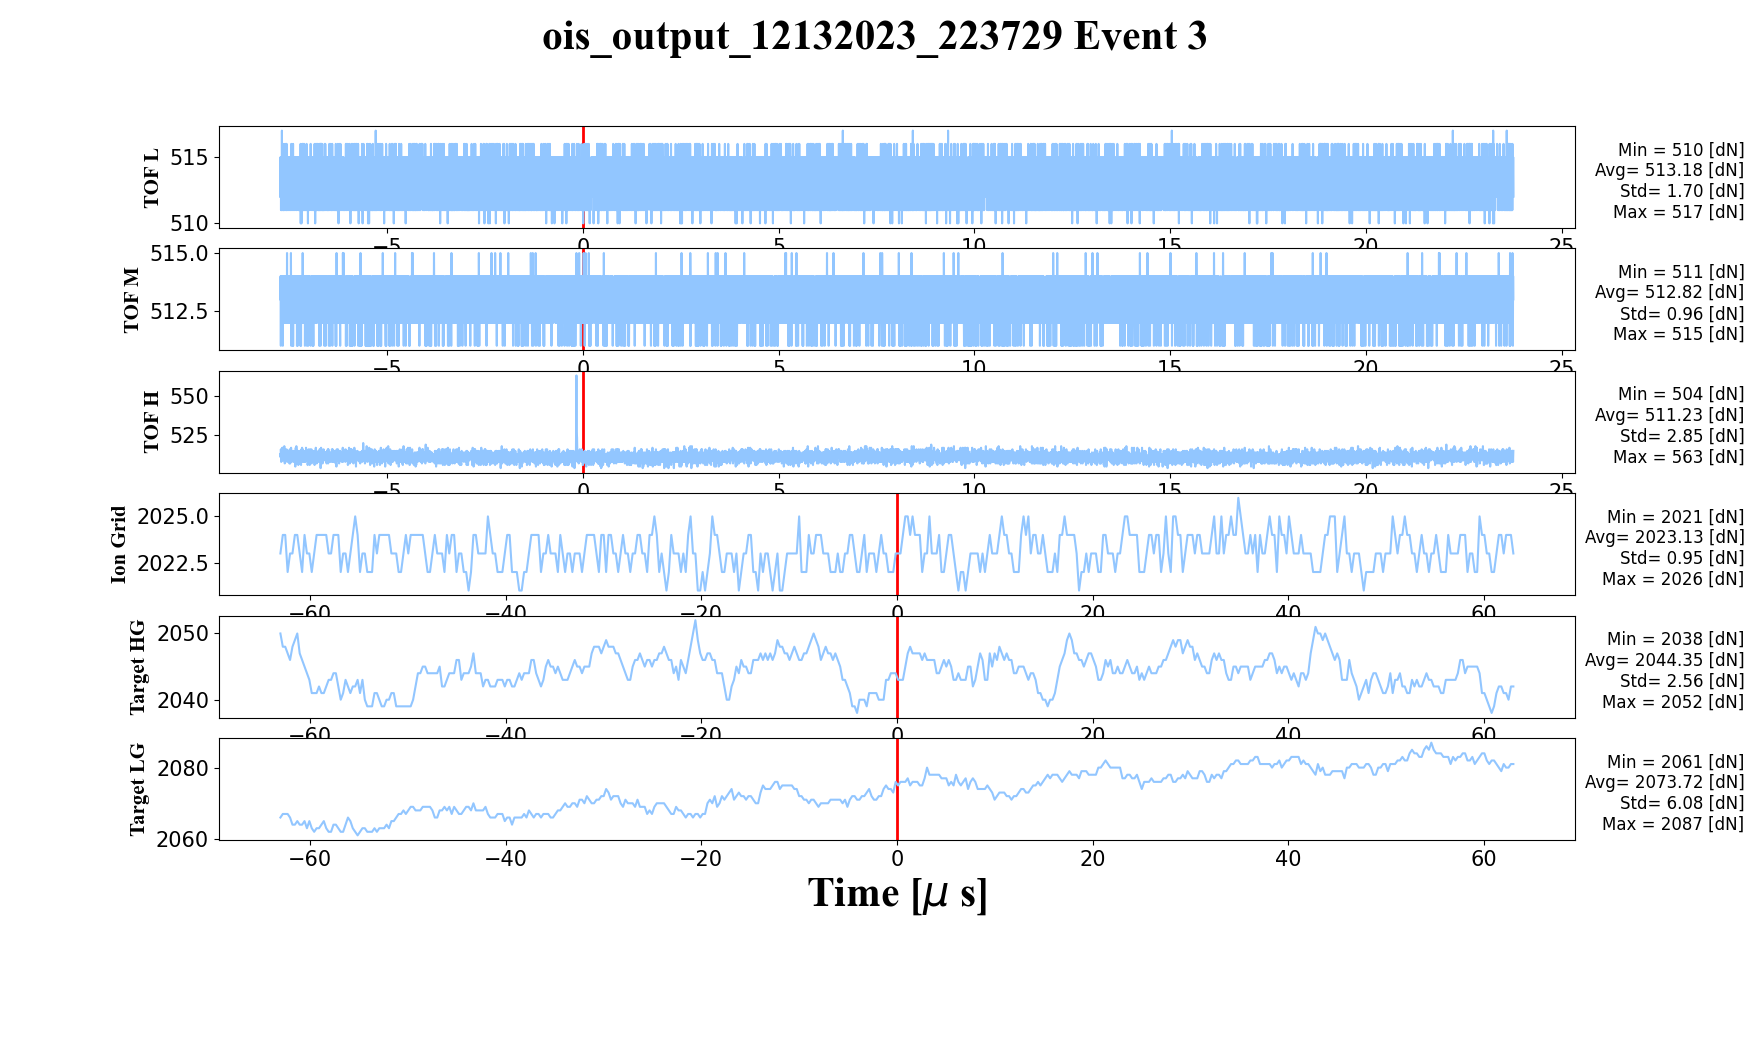 ois_output_12132023_223729 Event 3
TOF L
515
510
−5 0 5 10 15 20 25
Min = 510 [dN]
Avg= 513.18 [dN]
Std= 1.70 [dN]
Max = 517 [dN]
TOF M
515.0
512.5
−5 0 5 10 15 20 25
Min = 511 [dN]
Avg= 512.82 [dN]
Std= 0.96 [dN]
Max = 515 [dN]
TOF H
550
525
−5 0 5 10 15 20 25
Min = 504 [dN]
Avg= 511.23 [dN]
Std= 2.85 [dN]
Max = 563 [dN]
Ion Grid
2025.0
2022.5
−60 −40 −20 0 20 40 60
Min = 2021 [dN]
Avg= 2023.13 [dN]
Std= 0.95 [dN]
Max = 2026 [dN]
Target HG
2050
2040
−60 −40 −20 0 20 40 60
Min = 2038 [dN]
Avg= 2044.35 [dN]
Std= 2.56 [dN]
Max = 2052 [dN]
Target LG
2080
2060
−60 −40 −20 0 20 40 60
Min = 2061 [dN]
Avg= 2073.72 [dN]
Std= 6.08 [dN]
Max = 2087 [dN]
Time [μ s]